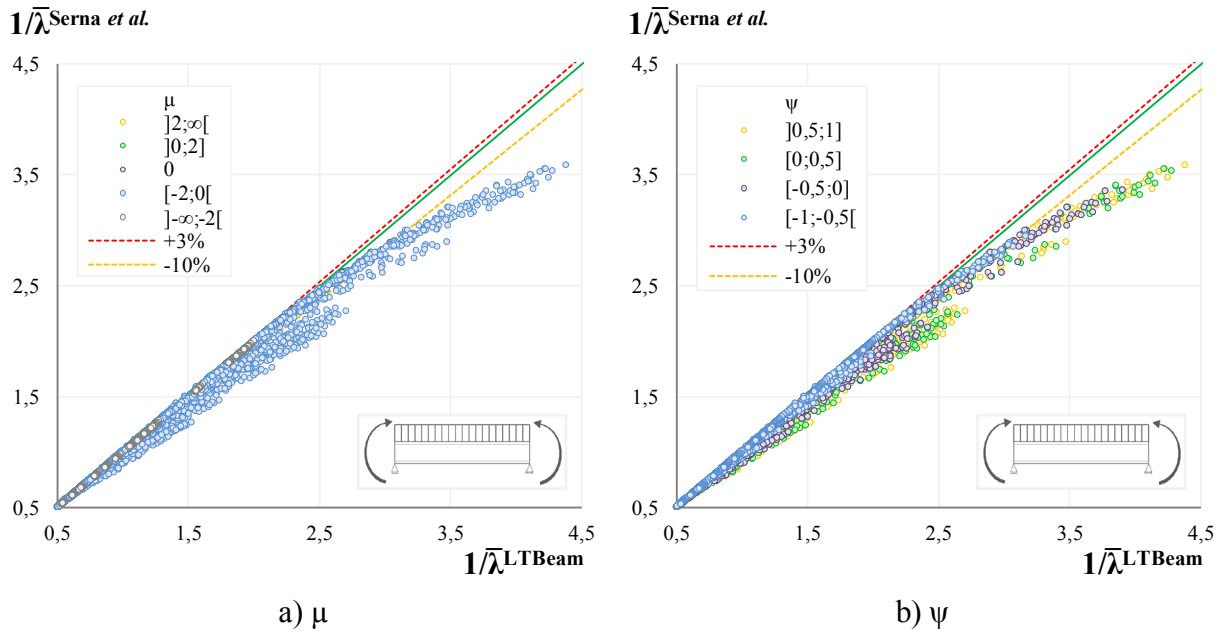 1/λ̅ Serna et al.
4,5
3,5
2,5
1,5
0,5
μ
]2;∞[
]0;2]
0
[-2;0[
]-∞;-2[
+3%
-10%
0,5 1,5 2,5 3,5 4,5
1/λ̅ LTBeam
a) μ
1/λ̅ Serna et al.
4,5
3,5
2,5
1,5
0,5
ψ
]0,5;1]
[0;0,5]
[-0,5;0]
[-1;-0,5[
+3%
-10%
0,5 1,5 2,5 3,5 4,5
1/λ̅ LTBeam
b) ψ